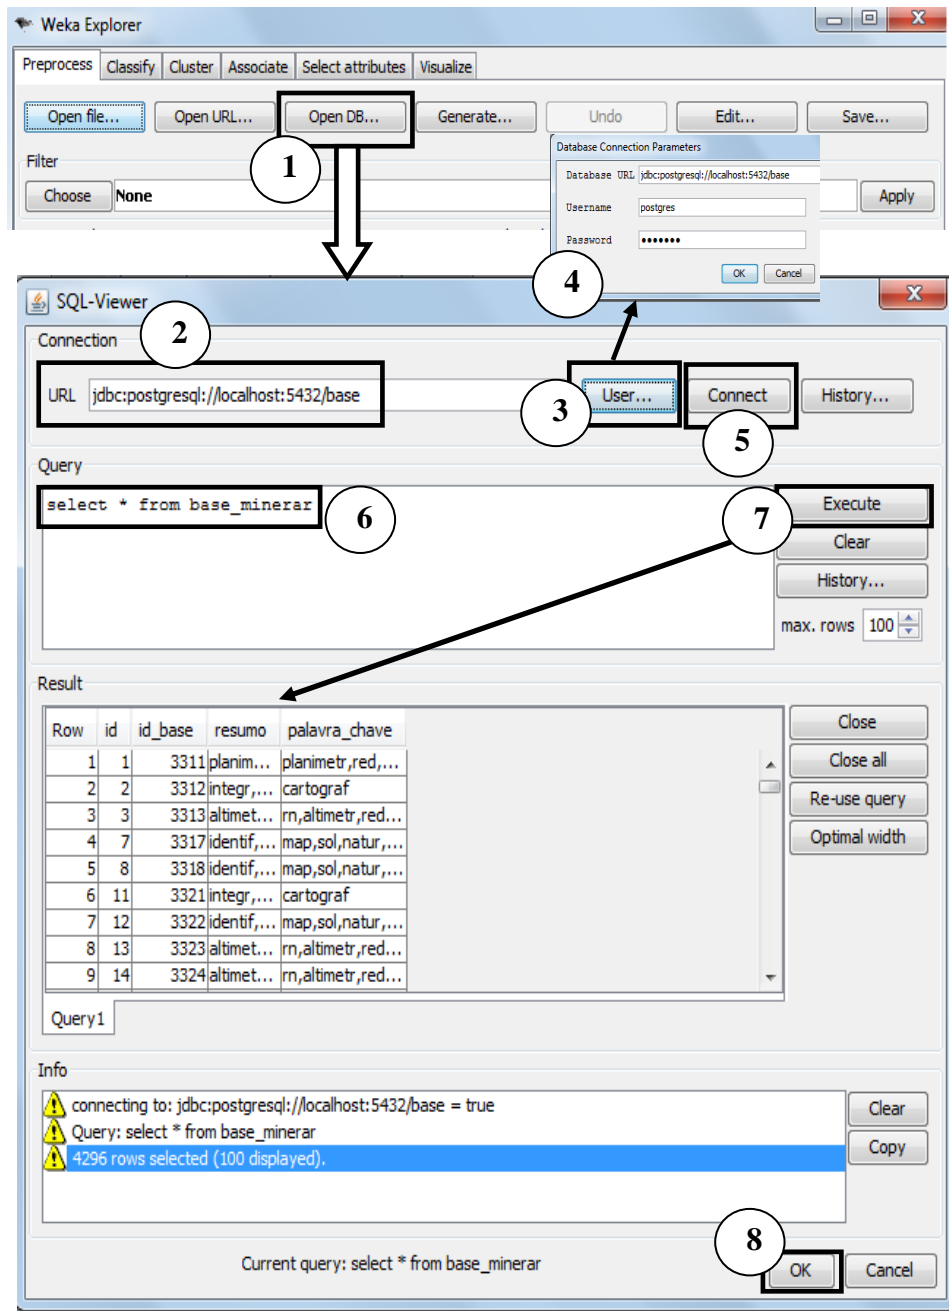 Weka Explorer
Preprocess Classify Cluster Associate Select attributes Visualize
Open file... Open URL... Open DB... Generate... Undo Edit... Save...
1
Filter
Choose None Apply
Database Connection Parameters
Database URL jdbc:postgresql://localhost:5432/base
Username postgres
Password •••••••
OK Cancel
4
SQL-Viewer
2
Connection
URL jdbc:postgresql://localhost:5432/base User... Connect History...
3
5
Query
select * from base_minerar
6
7
Execute
Clear
History...
max. rows 100
Result
Row id id_base resumo palavra_chave
1 1 3311 planim... planimetr,red,...
2 2 3312 integr,... cartograf
3 3 3313 altimet... rn,altimetr,red...
4 7 3317 identif,... map,sol,natur,...
5 8 3318 identif,... map,sol,natur,...
6 11 3321 integr,... cartograf
7 12 3322 identif,... map,sol,natur,...
8 13 3323 altimet... rn,altimetr,red...
9 14 3324 altimet... rn,altimetr,red...
Close
Close all
Re-use query
Optimal width
Query1
Info
connecting to: jdbc:postgresql://localhost:5432/base = true
Query: select * from base_minerar
4296 rows selected (100 displayed).
Clear
Copy
8
Current query: select * from base_minerar
OK Cancel